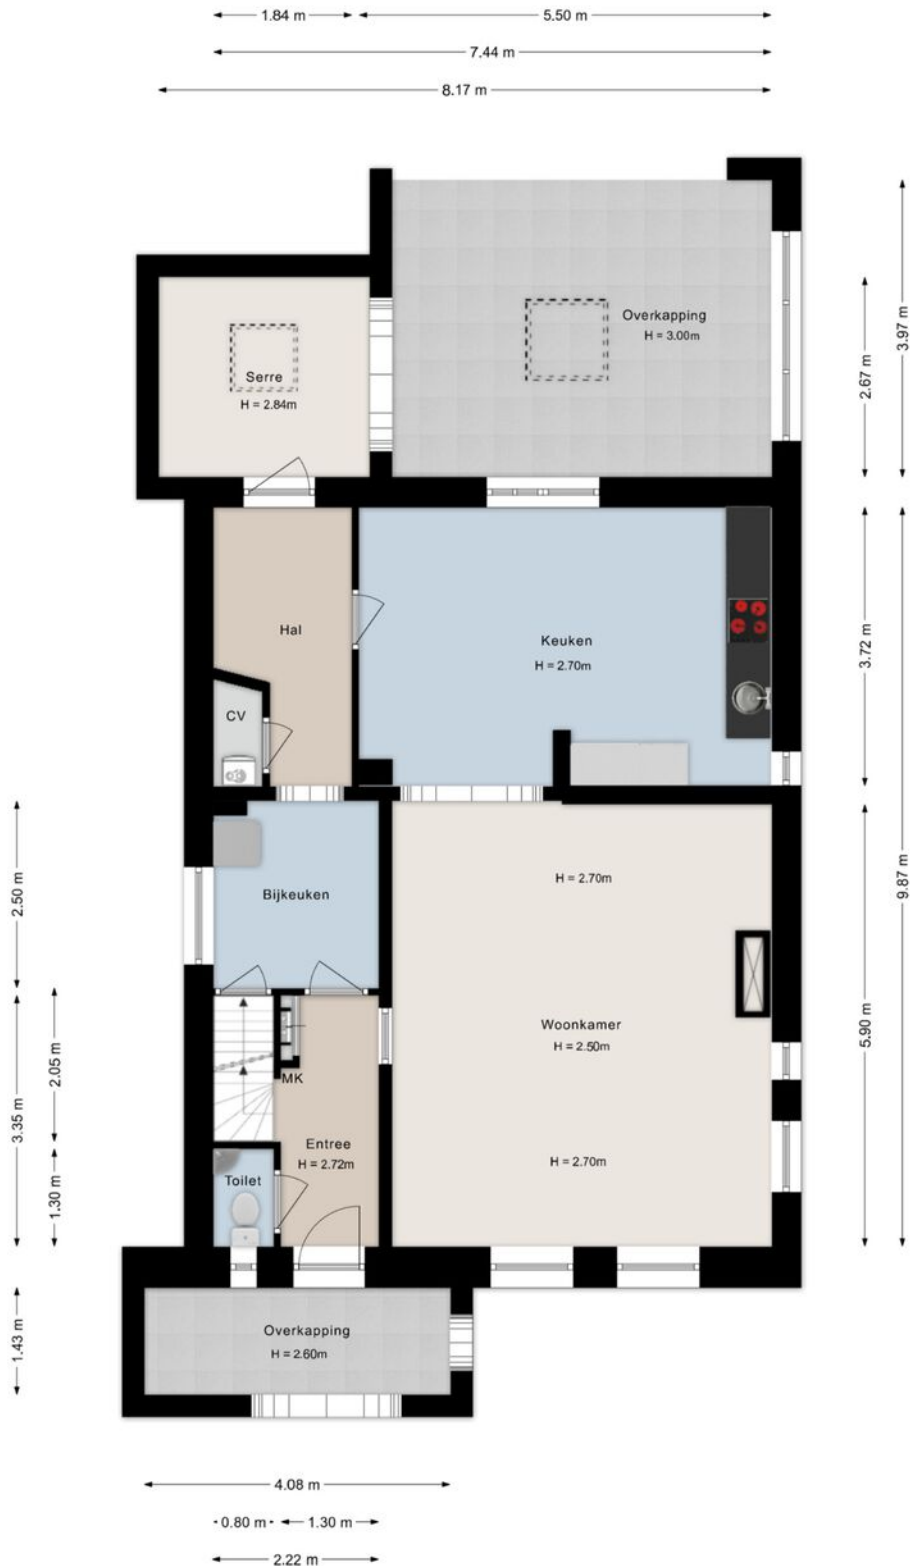 1.84 m
5.50 m
7.44 m
8.17 m
Overkapping
H = 3.00m
3.97 m
2.67 m
Serre
H = 2.84m
Hal
Keuken
H = 2.70m
3.72 m
CV
2.50 m
Bijkeuken
H = 2.70m
9.87 m
Woonkamer
H = 2.50m
5.90 m
2.05 m
3.35 m
MK
Entree
H = 2.72m
H = 2.70m
Toilet
1.30 m
1.43 m
Overkapping
H = 2.60m
4.08 m
0.80 m
1.30 m
2.22 m